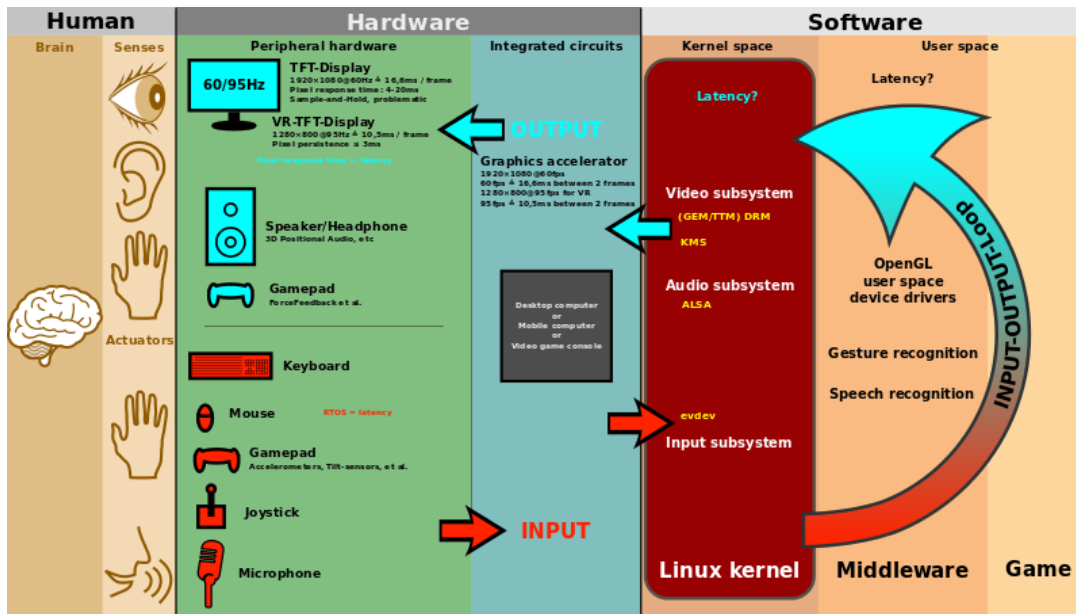 Human
Hardware
Software
Brain
Senses
Peripheral hardware
Integrated circuits
Kernel space
User space
60/95Hz
TFT-Display
1920×1080@60Hz ≙ 16,6ms / frame
Pixel response time: 4-20ms
Sample-and-Hold, problematic
VR-TFT-Display
1280×800@95Hz ≙ 10,5ms / frame
Pixel persistence ≤ 3ms
Pixel response time = latency
OUTPUT
Graphics accelerator
1920×1080@60fps
60fps ≙ 16,6ms between 2 frames
1280×800@95fps for VR
95fps ≙ 10,5ms between 2 frames
Speaker/Headphone
3D Positional Audio, etc
Gamepad
ForceFeedback et al.
Actuators
Keyboard
Mouse
RTOS = latency
Gamepad
Accelerometers, Tilt-sensors, et al.
Joystick
Microphone
Desktop computer
or
Mobile computer
or
Video game console
INPUT
Latency?
Video subsystem
(GEM/TTM) DRM
KMS
Audio subsystem
ALSA
evdev
Input subsystem
Linux kernel
Latency?
OpenGL
user space
device drivers
Gesture recognition
Speech recognition
INPUT-OUTPUT-Loop
Middleware
Game